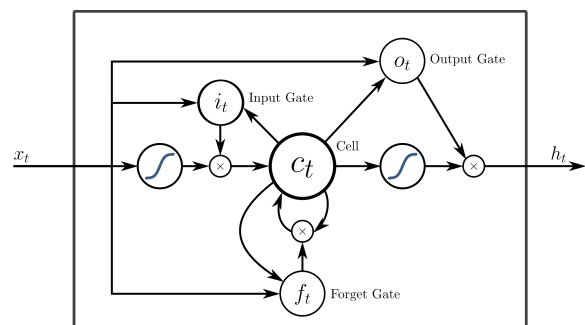 o_t Output Gate
i_t Input Gate
Cell
x_t
×
c_t
×
h_t
×
f_t Forget Gate